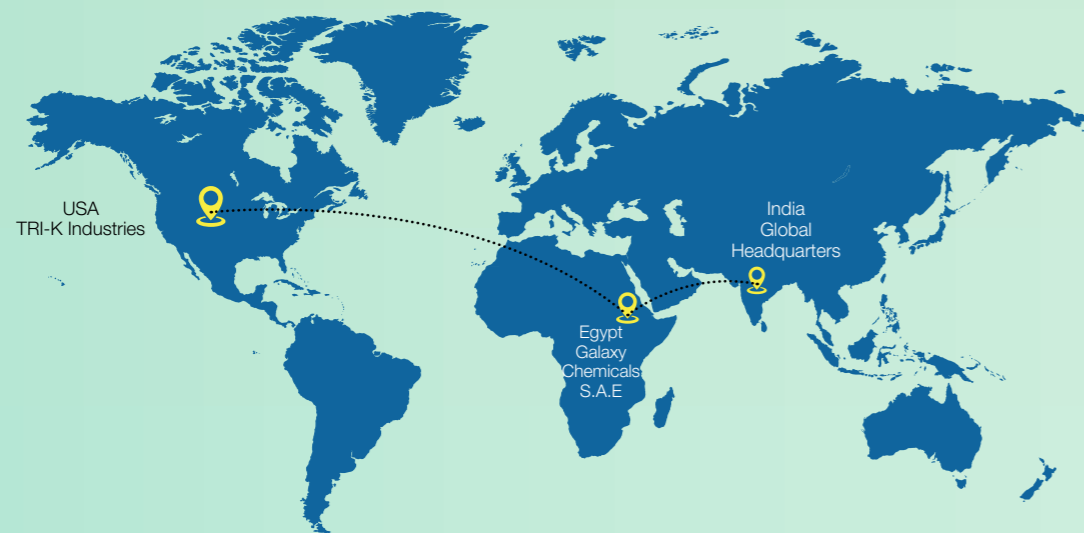 USA
TRI-K Industries
India
Global
Headquarters
Egypt
Galaxy
Chemicals
S.A.E